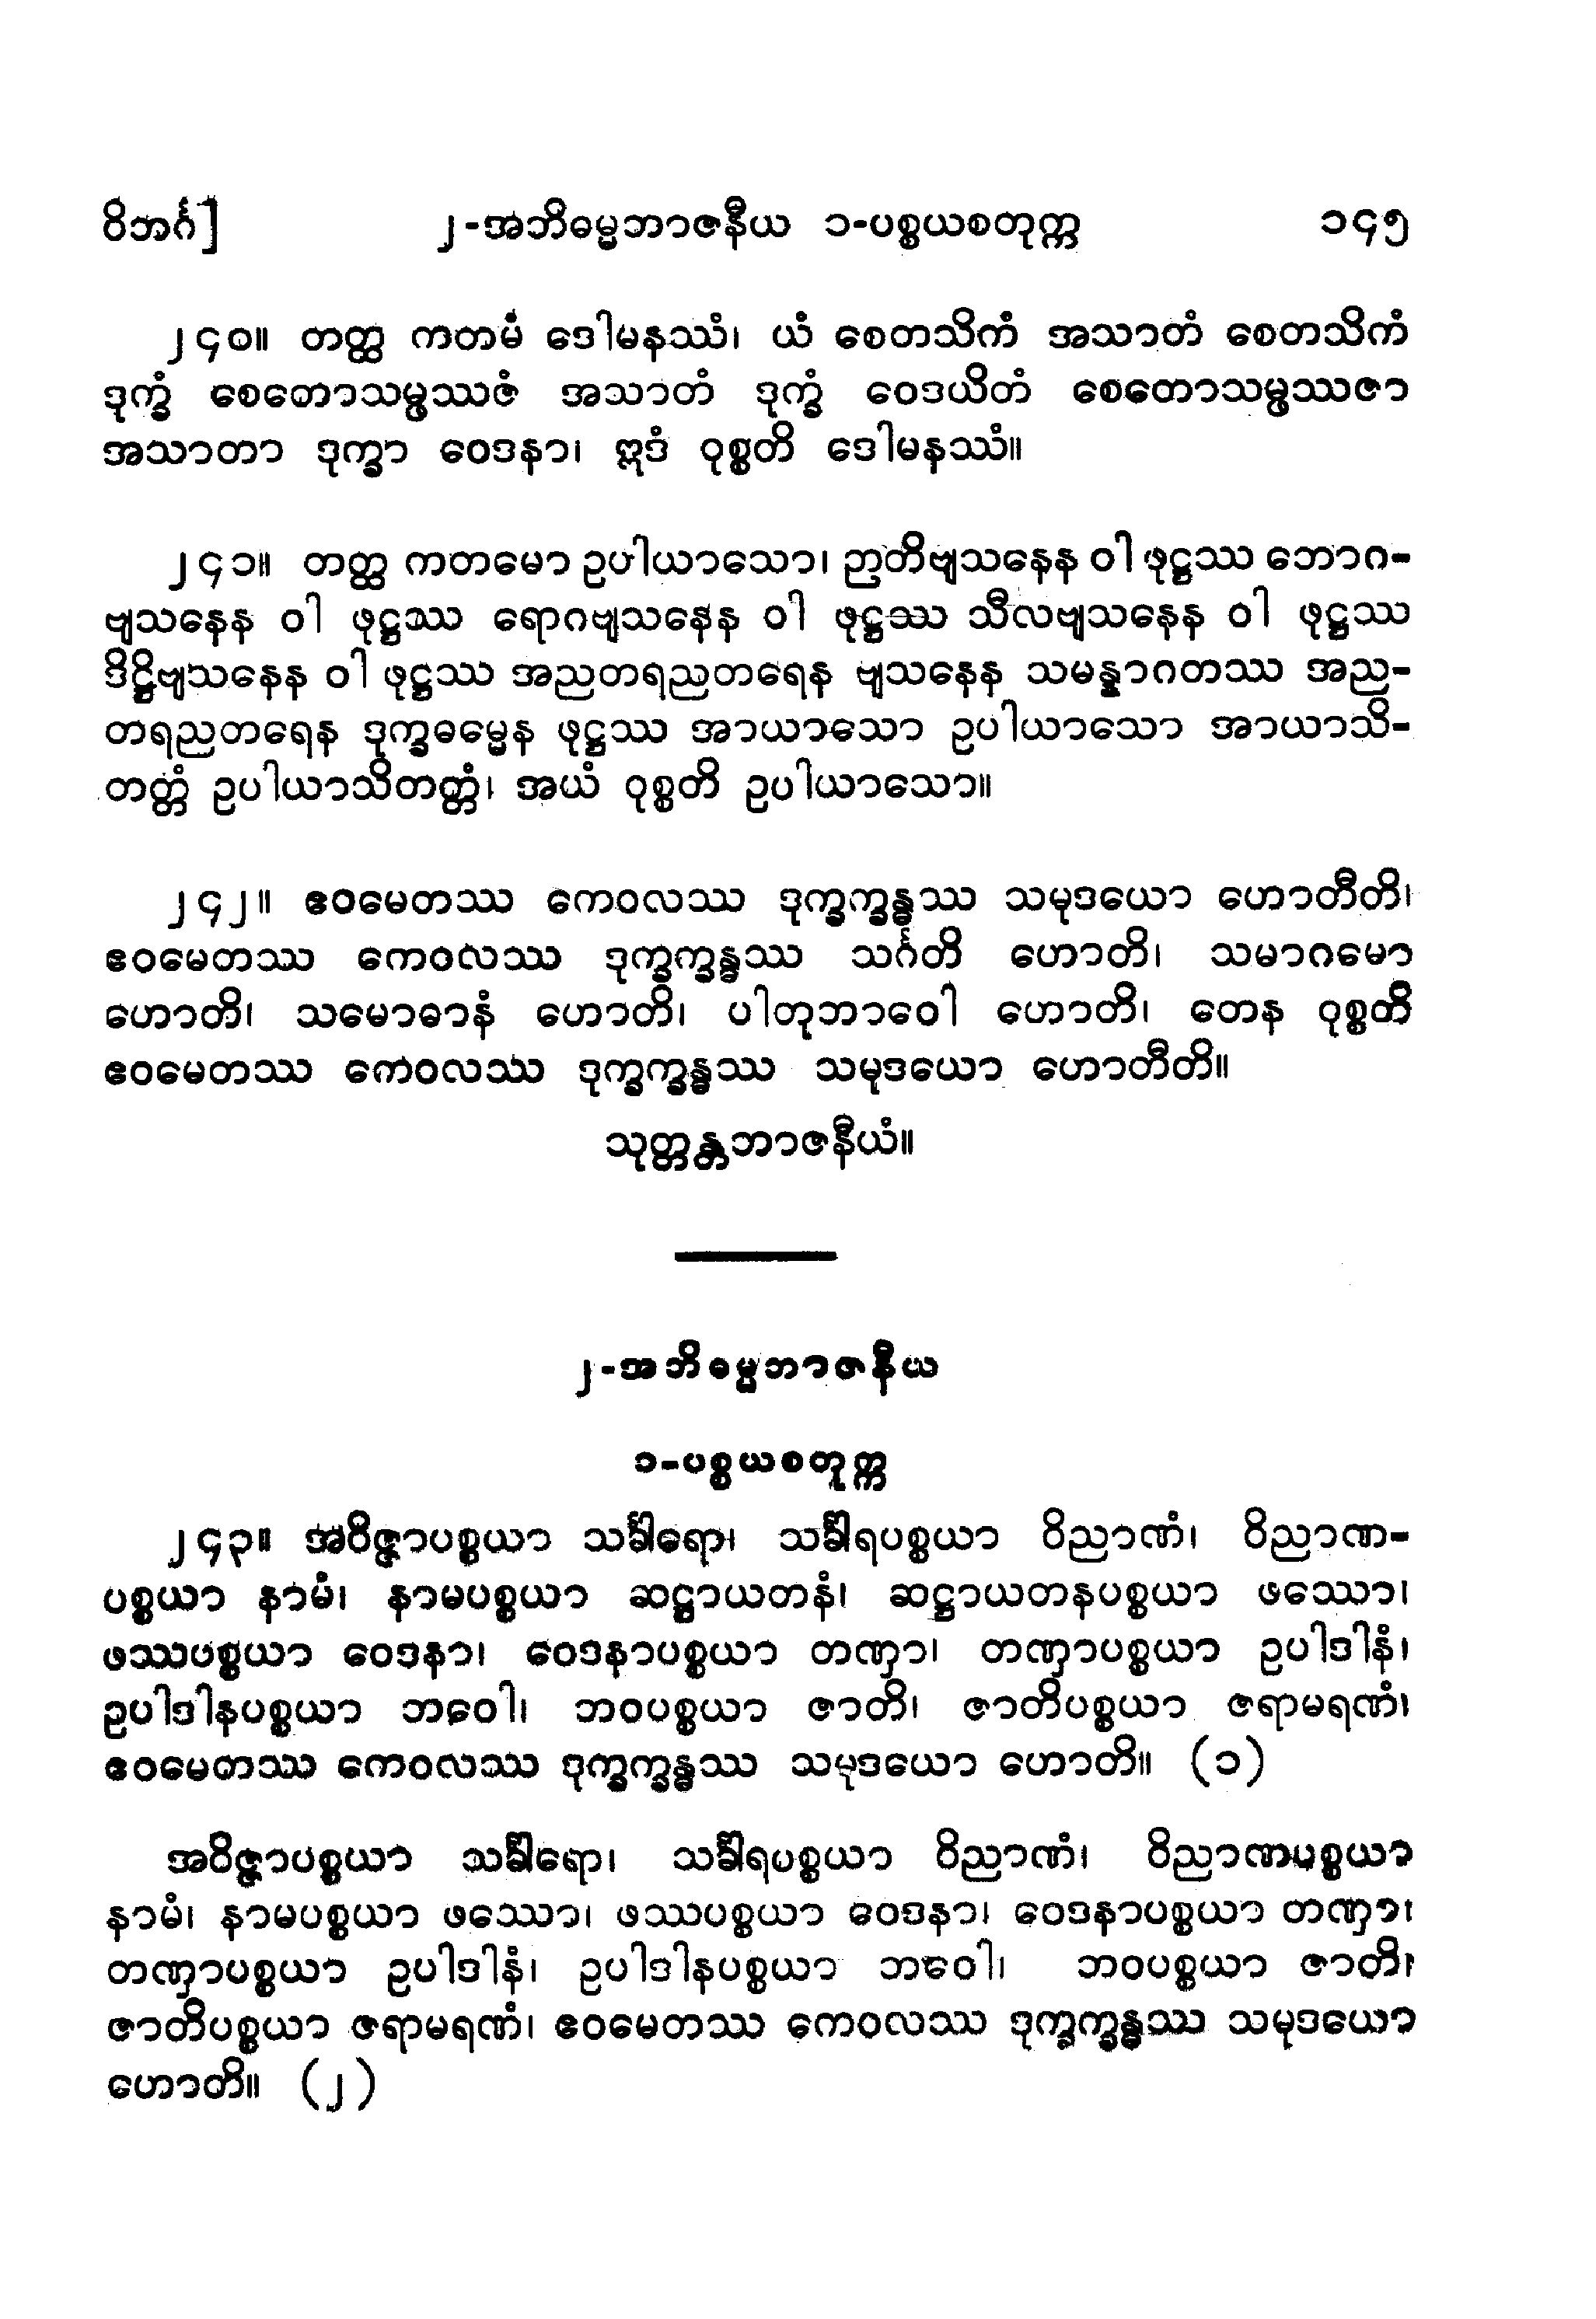 ဝိဘင်္ဂ] ၂-အဘိဓမ္မဘာဇနီယ ၁-ပစ္စယစတုက္က ၁၄၅
၂၄၀။ တတ္ထ ကတမံ ဒေါမနဿံ၊ ယံ စေတသိကံ အသာတံ စေတသိကံ
ဒုက္ခံ စေတောသမ္ဖဿဇံ အသာတံ ဒုက္ခံ ဝေဒယိတံ စေတောသမ္ဖဿဇာ
အသာတာ ဒုက္ခာ ဝေဒနာ၊ ဣဒံ ဝုစ္စတိ ဒေါမနဿံ။
၂၄၁။ တတ္ထ ကတမော ဥပါယာသော၊ ဉာတိဗျသနေန ဝါ ဖုဋ္ဌဿ ဘောဂ-
ဗျသနေန ဝါ ဖုဋ္ဌဿ ရောဂဗျသနေန ဝါ ဖုဋ္ဌဿ သီလဗျသနေန ဝါ ဖုဋ္ဌဿ
ဒိဋ္ဌိဗျသနေန ဝါ ဖုဋ္ဌဿ အညတရညတရေန ဗျသနေန သမန္နာဂတဿ အည-
တရညတရေန ဒုက္ခဓမ္မေန ဖုဋ္ဌဿ အာယာသော ဥပါယာသော အာယာသိ-
တတ္တံ ဥပါယာသိတတ္တံ၊ အယံ ဝုစ္စတိ ဥပါယာသော။
၂၄၂။ ဧဝမေတဿ ကေဝလဿ ဒုက္ခက္ခန္ဓဿ သမုဒယော ဟောတီတိ၊
ဧဝမေတဿ ကေဝလဿ ဒုက္ခက္ခန္ဓဿ သင်္ဂတိ ဟောတိ၊ သမာဂမော
ဟောတိ၊ သမောဓာနံ ဟောတိ၊ ပါတုဘာဝေါ ဟောတိ၊ တေန ဝုစ္စတိ
ဧဝမေတဿ ကေဝလဿ ဒုက္ခက္ခန္ဓဿ သမုဒယော ဟောတီတိ။
သုတ္တန္တဘာဇနီယံ။
၂-အဘိဓမ္မဘာဇနီယ
၁-ပစ္စယစတုက္က
၂၄၃။ အဝိဇ္ဇာပစ္စယာ သင်္ခါရော၊ သင်္ခါရပစ္စယာ ဝိညာဏံ၊ ဝိညာဏ-
ပစ္စယာ နာမံ၊ နာမပစ္စယာ ဆဋ္ဌာယတနံ၊ ဆဋ္ဌာယတနပစ္စယာ ဖဿော၊
ဖဿပစ္စယာ ဝေဒနာ၊ ဝေဒနာပစ္စယာ တဏှာ၊ တဏှာပစ္စယာ ဥပါဒါနံ၊
ဥပါဒါနပစ္စယာ ဘဝေါ၊ ဘဝပစ္စယာ ဇာတိ၊ ဇာတိပစ္စယာ ဇရာမရဏံ၊
ဧဝမေတဿ ကေဝလဿ ဒုက္ခက္ခန္ဓဿ သမုဒယော ဟောတိ။ (၁)
အဝိဇ္ဇာပစ္စယာ သင်္ခါရော၊ သင်္ခါရပစ္စယာ ဝိညာဏံ၊ ဝိညာဏပစ္စယာ
နာမံ၊ နာမပစ္စယာ ဖဿော၊ ဖဿပစ္စယာ ဝေဒနာ၊ ဝေဒနာပစ္စယာ တဏှာ၊
တဏှာပစ္စယာ ဥပါဒါနံ၊ ဥပါဒါနပစ္စယာ ဘဝေါ၊ ဘဝပစ္စယာ ဇာတိ၊
ဇာတိပစ္စယာ ဇရာမရဏံ၊ ဧဝမေတဿ ကေဝလဿ ဒုက္ခက္ခန္ဓဿ သမုဒယော
ဟောတိ။ (၂)